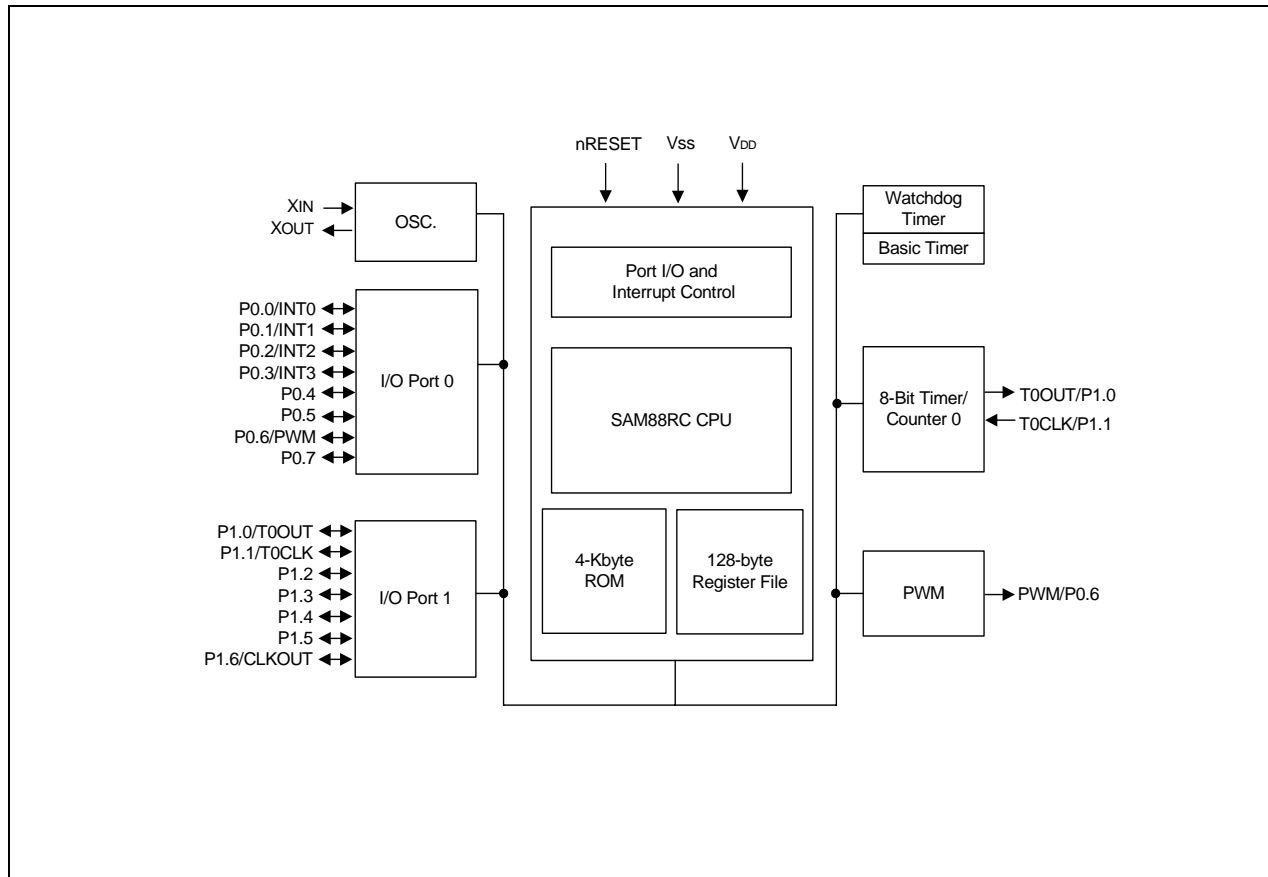 nRESET
Vss
VDD
XIN
XOUT
OSC.
P0.0/INT0
P0.1/INT1
P0.2/INT2
P0.3/INT3
P0.4
P0.5
P0.6/PWM
P0.7
I/O Port 0
P1.0/T0OUT
P1.1/T0CLK
P1.2
P1.3
P1.4
P1.5
P1.6/CLKOUT
I/O Port 1
Port I/O and
Interrupt Control
SAM88RC CPU
4-Kbyte
ROM
128-byte
Register File
Watchdog
Timer
Basic Timer
8-Bit Timer/
Counter 0
T0OUT/P1.0
T0CLK/P1.1
PWM
PWM/P0.6